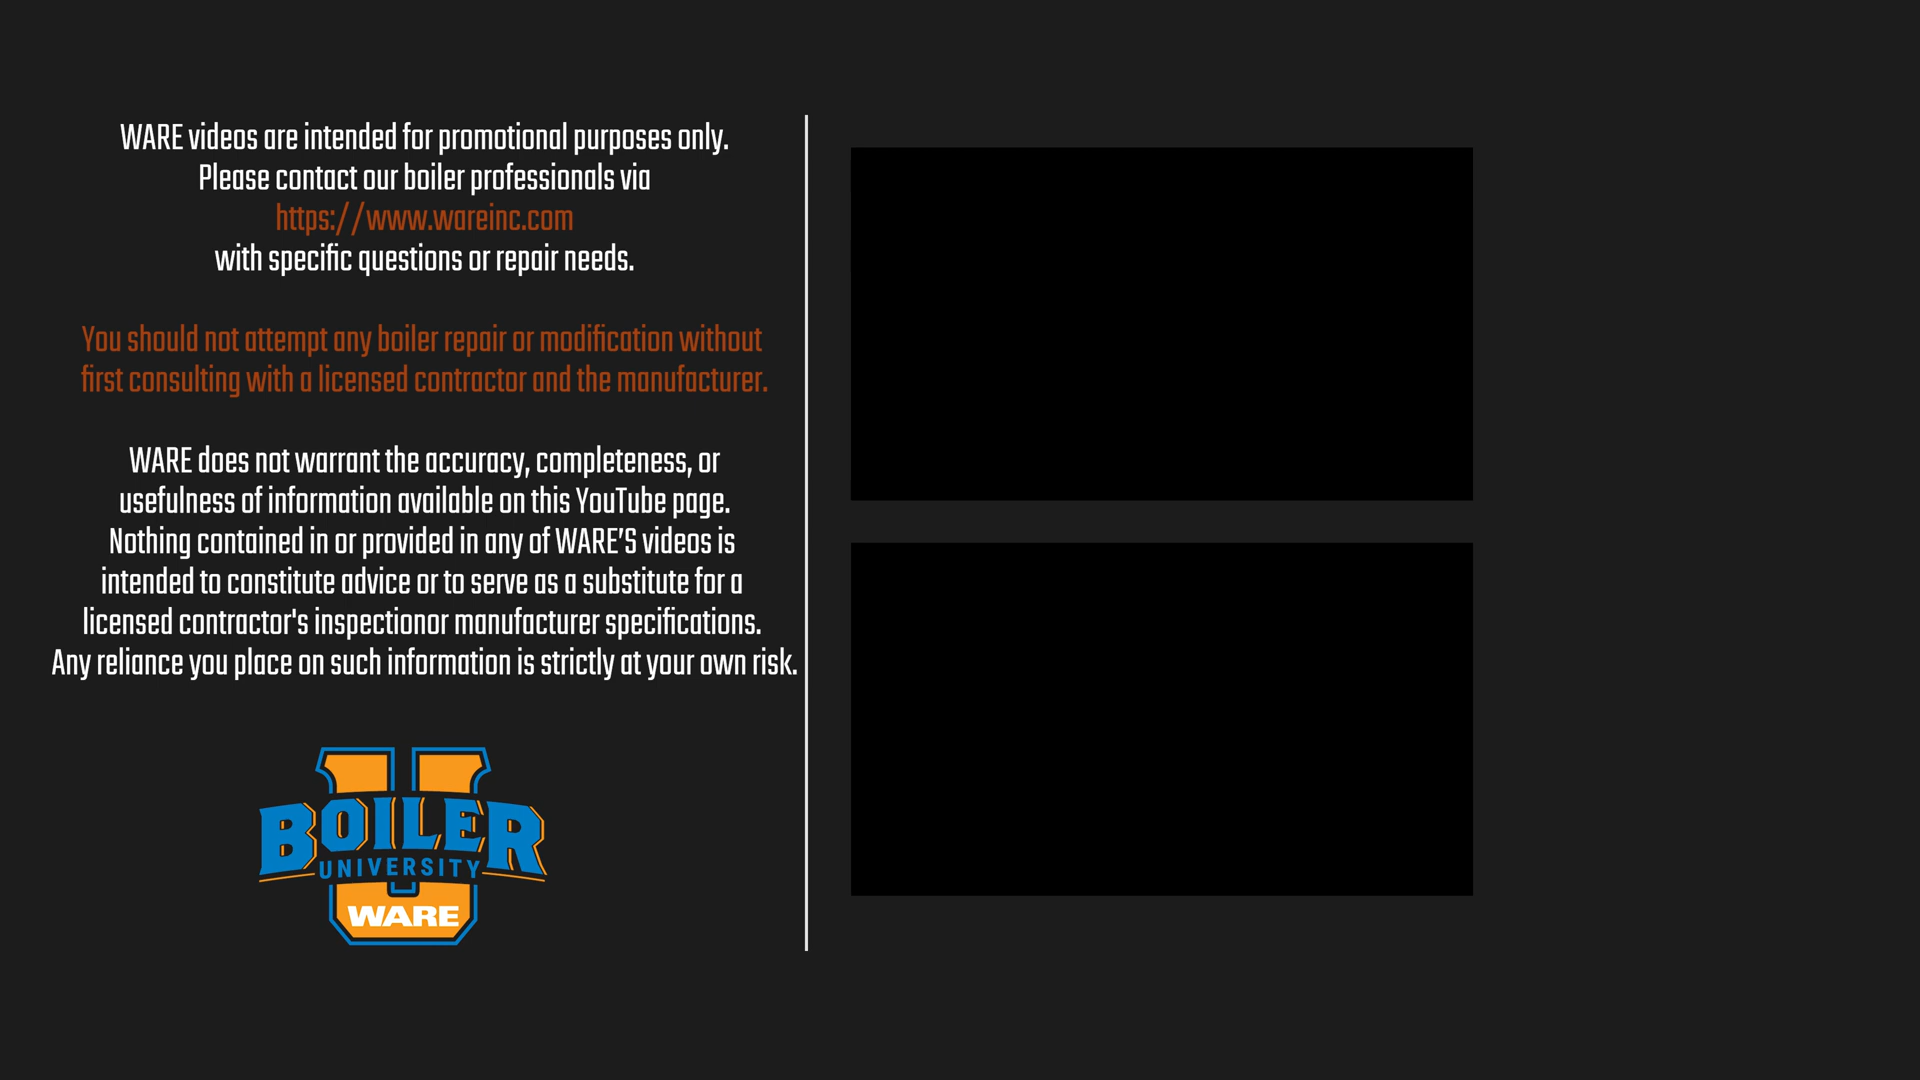 WARE videos are intended for promotional purposes only.
Please contact our boiler professionals via
https://www.wareinc.com
with specific questions or repair needs.
You should not attempt any boiler repair or modification without
first consulting with a licensed contractor and the manufacturer.
WARE does not warrant the accuracy, completeness, or
usefulness of information available on this YouTube page.
Nothing contained in or provided in any of WARE'S videos is
intended to constitute advice or to serve as a substitute for a
licensed contractor's inspectionor manufacturer specifications.
Any reliance you place on such information is strictly at your own risk.
U
BOILER
UNIVERSITY
WARE